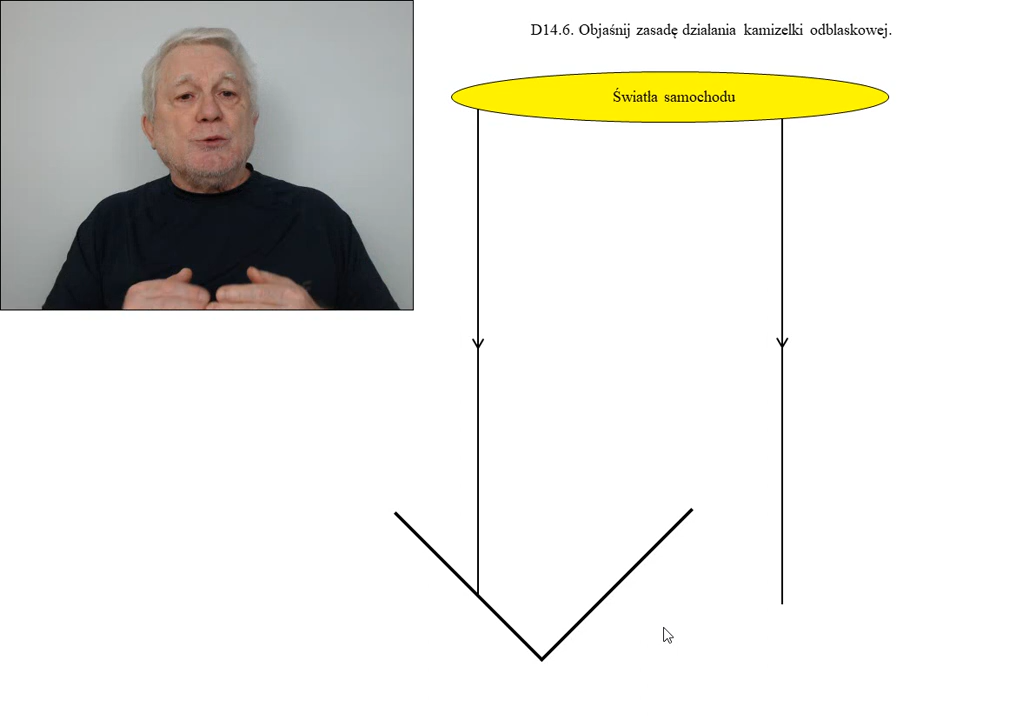 D14.6. Objaśnij zasadę działania kamizelki odblaskowej.
Światła samochodu